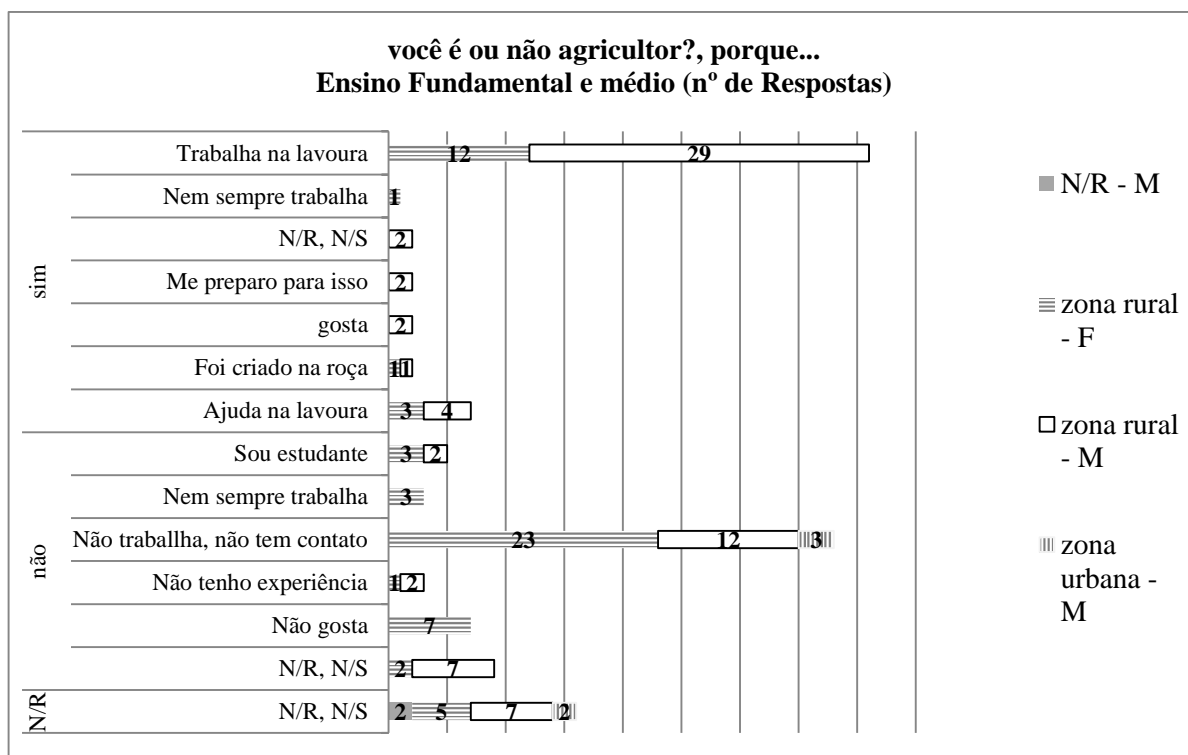 você é ou não agricultor?, porque...
Ensino Fundamental e médio (nº de Respostas)
sim
Trabalha na lavoura
12 29
Nem sempre trabalha
1
N/R, N/S
2
Me preparo para isso
2
gosta
2
Foi criado na roça
1 1
Ajuda na lavoura
3 4
não
Sou estudante
3 2
Nem sempre trabalha
3
Não traballha, não tem contato
23 12 3
Não tenho experiência
1 2
Não gosta
7
N/R, N/S
2 7
N/R
N/R, N/S
2 5 7 2
N/R - M
zona rural
- F
zona rural
- M
zona
urbana -
M